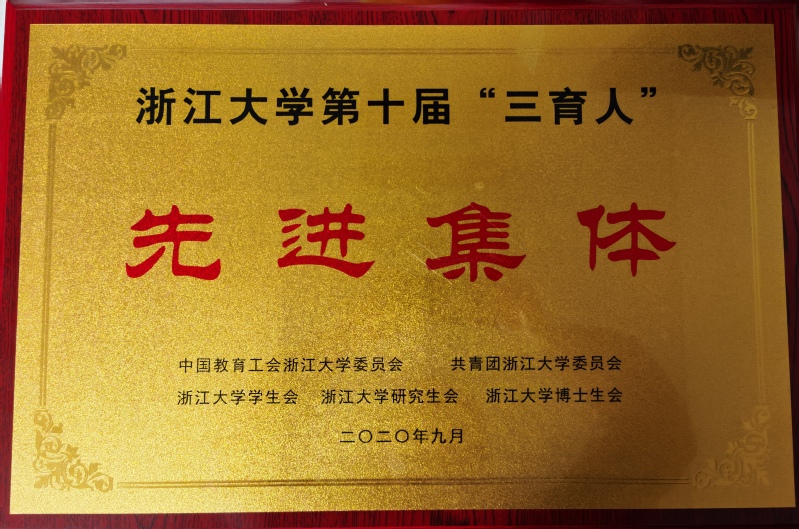 浙江大学第十届“三育人”
先进集体
中国教育工会浙江大学委员会 共青团浙江大学委员会
浙江大学学生会 浙江大学研究生会 浙江大学博士生会
二〇二〇年九月